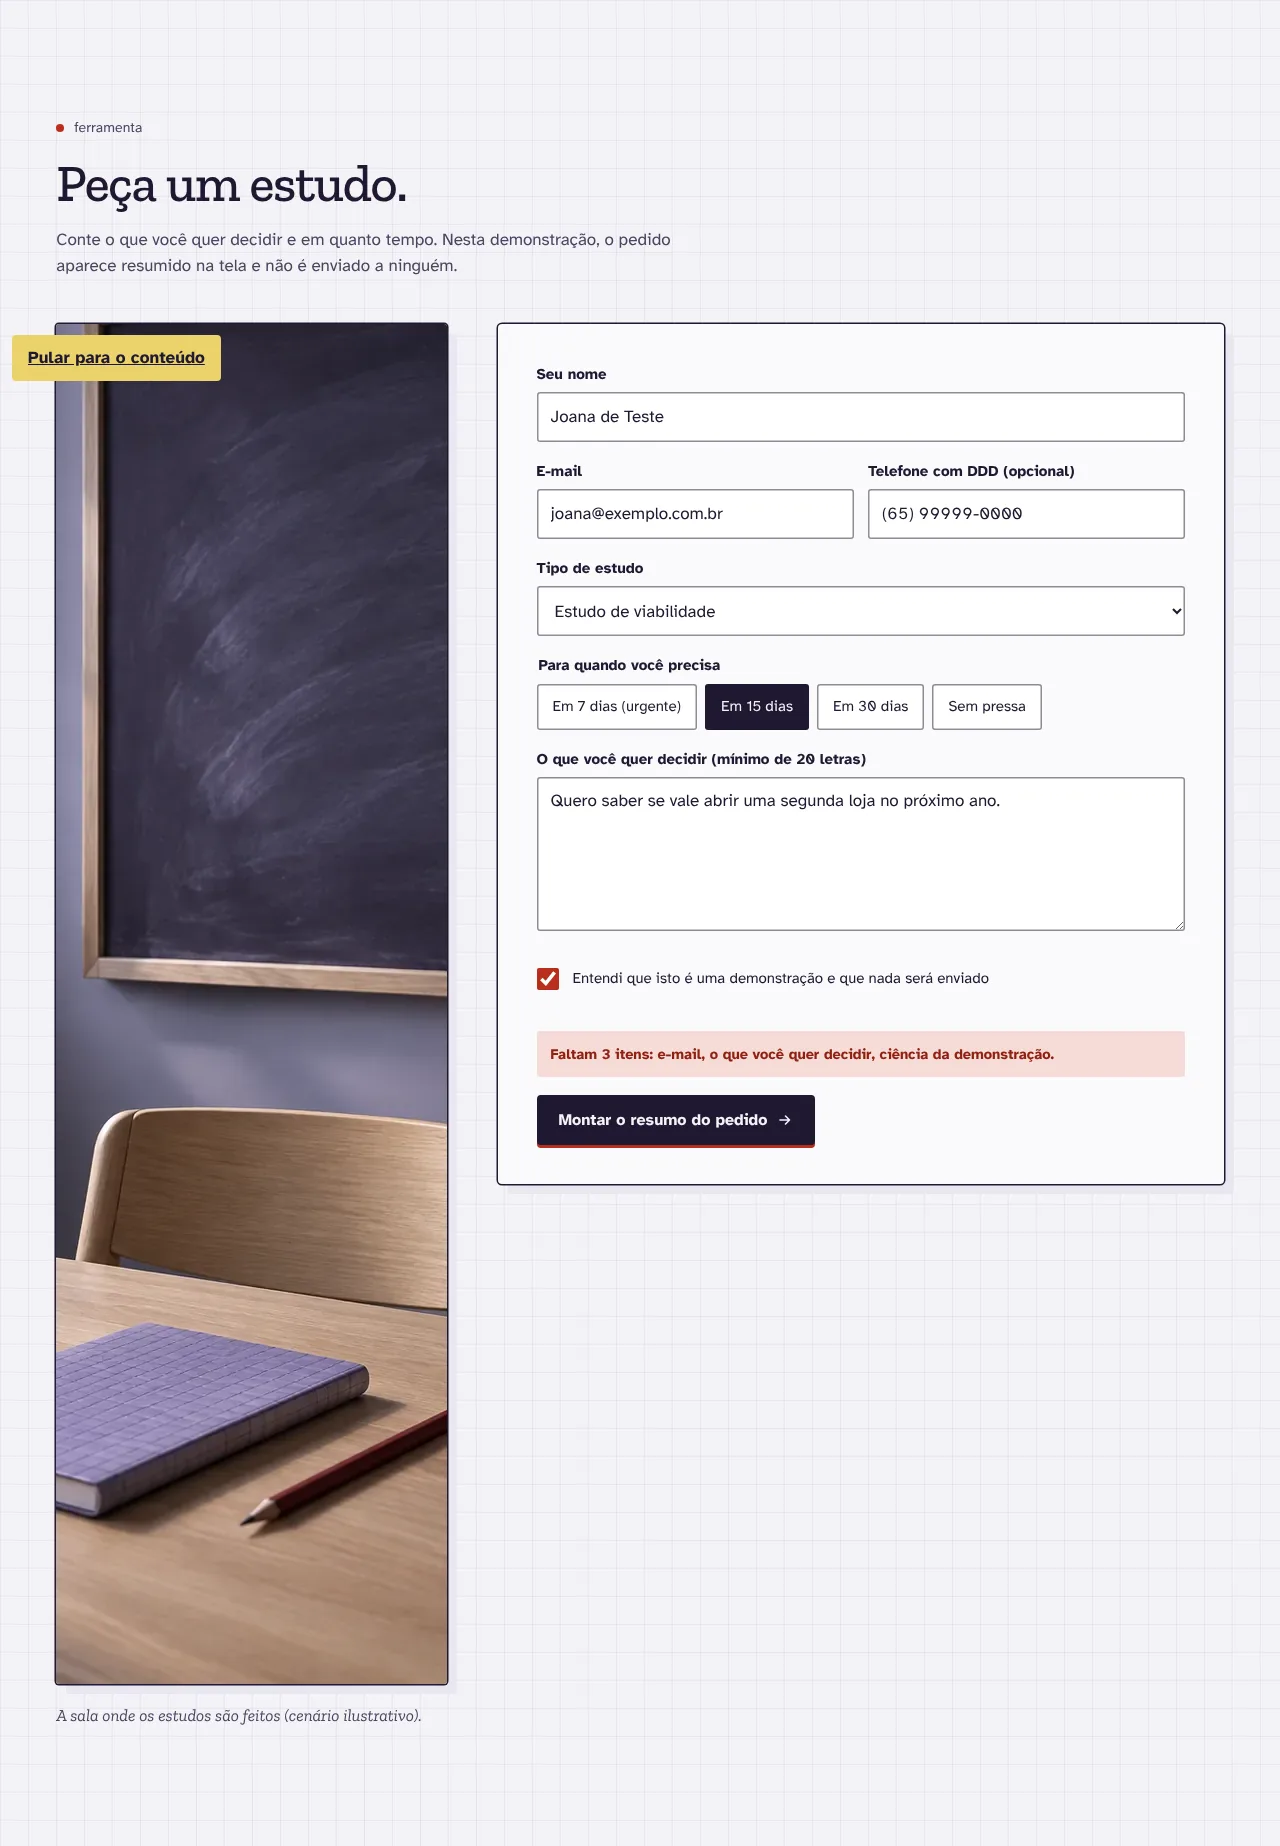 ferramenta
Peça um estudo.
Conte o que você quer decidir e em quanto tempo. Nesta demonstração, o pedido
aparece resumido na tela e não é enviado a ninguém.
Pular para o conteúdo
Seu nome
Joana de Teste
E-mail
Telefone com DDD (opcional)
joana@exemplo.com.br
(65) 99999-0000
Tipo de estudo
Estudo de viabilidade
Para quando você precisa
Em 7 dias (urgente)
Em 15 dias
Em 30 dias
Sem pressa
O que você quer decidir (mínimo de 20 letras)
Quero saber se vale abrir uma segunda loja no próximo ano.
Entendi que isto é uma demonstração e que nada será enviado
Faltam 3 itens: e-mail, o que você quer decidir, ciência da demonstração.
Montar o resumo do pedido →
A sala onde os estudos são feitos (cenário ilustrativo).